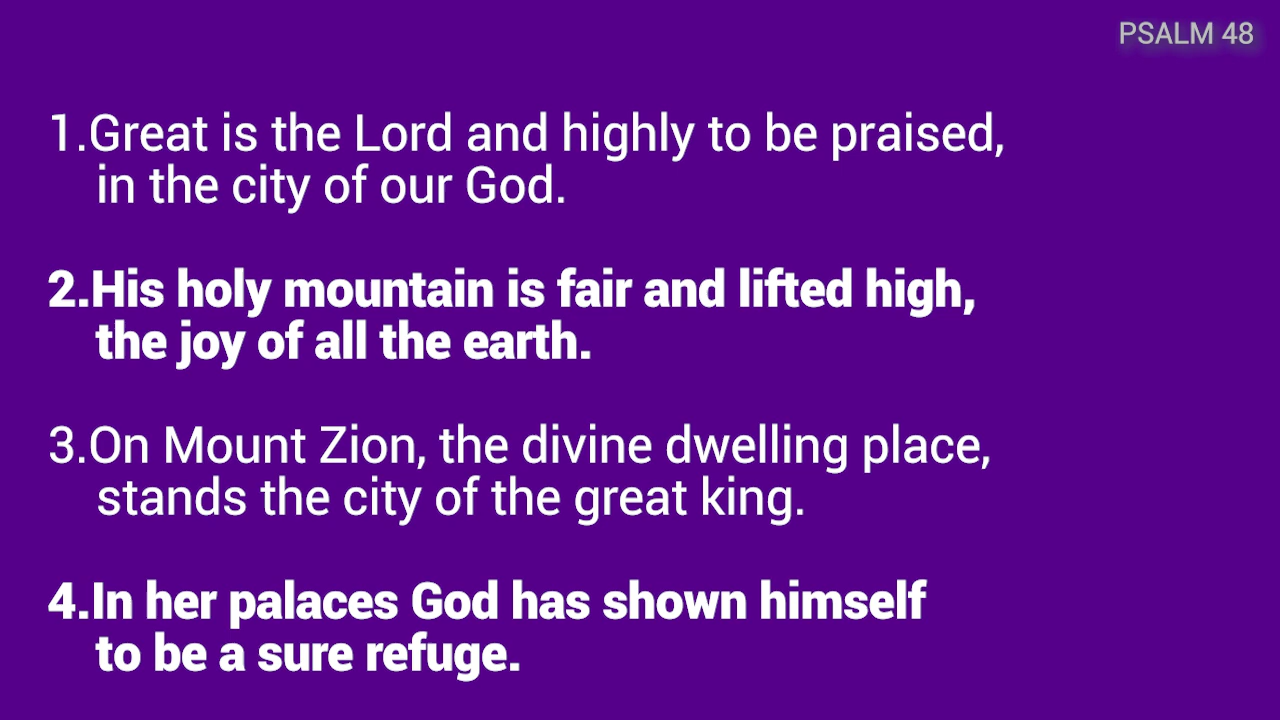 PSALM 48
1.Great is the Lord and highly to be praised,
in the city of our God.
2.His holy mountain is fair and lifted high,
the joy of all the earth.
3.On Mount Zion, the divine dwelling place,
stands the city of the great king.
4.In her palaces God has shown himself
to be a sure refuge.